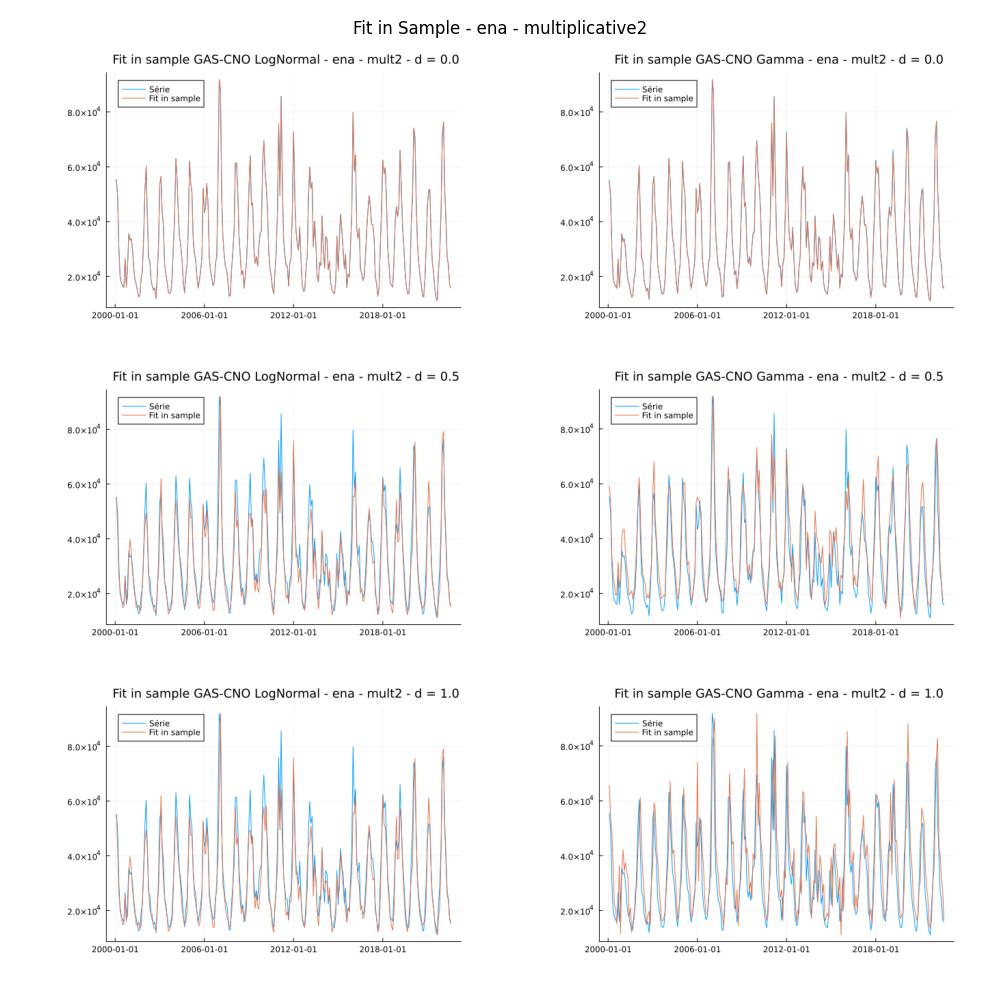 Fit in Sample - ena - multiplicative2
Fit in sample GAS-CNO LogNormal - ena - mult2 - d = 0.0
Série
Fit in sample
8.0×10⁴
6.0×10⁴
4.0×10⁴
2.0×10⁴
2000-01-01 2006-01-01 2012-01-01 2018-01-01
Fit in sample GAS-CNO Gamma - ena - mult2 - d = 0.0
Série
Fit in sample
8.0×10⁴
6.0×10⁴
4.0×10⁴
2.0×10⁴
2000-01-01 2006-01-01 2012-01-01 2018-01-01
Fit in sample GAS-CNO LogNormal - ena - mult2 - d = 0.5
Série
Fit in sample
8.0×10⁴
6.0×10⁴
4.0×10⁴
2.0×10⁴
2000-01-01 2006-01-01 2012-01-01 2018-01-01
Fit in sample GAS-CNO Gamma - ena - mult2 - d = 0.5
Série
Fit in sample
8.0×10⁴
6.0×10⁴
4.0×10⁴
2.0×10⁴
2000-01-01 2006-01-01 2012-01-01 2018-01-01
Fit in sample GAS-CNO LogNormal - ena - mult2 - d = 1.0
Série
Fit in sample
8.0×10⁴
6.0×10⁴
4.0×10⁴
2.0×10⁴
2000-01-01 2006-01-01 2012-01-01 2018-01-01
Fit in sample GAS-CNO Gamma - ena - mult2 - d = 1.0
Série
Fit in sample
8.0×10⁴
6.0×10⁴
4.0×10⁴
2.0×10⁴
2000-01-01 2006-01-01 2012-01-01 2018-01-01